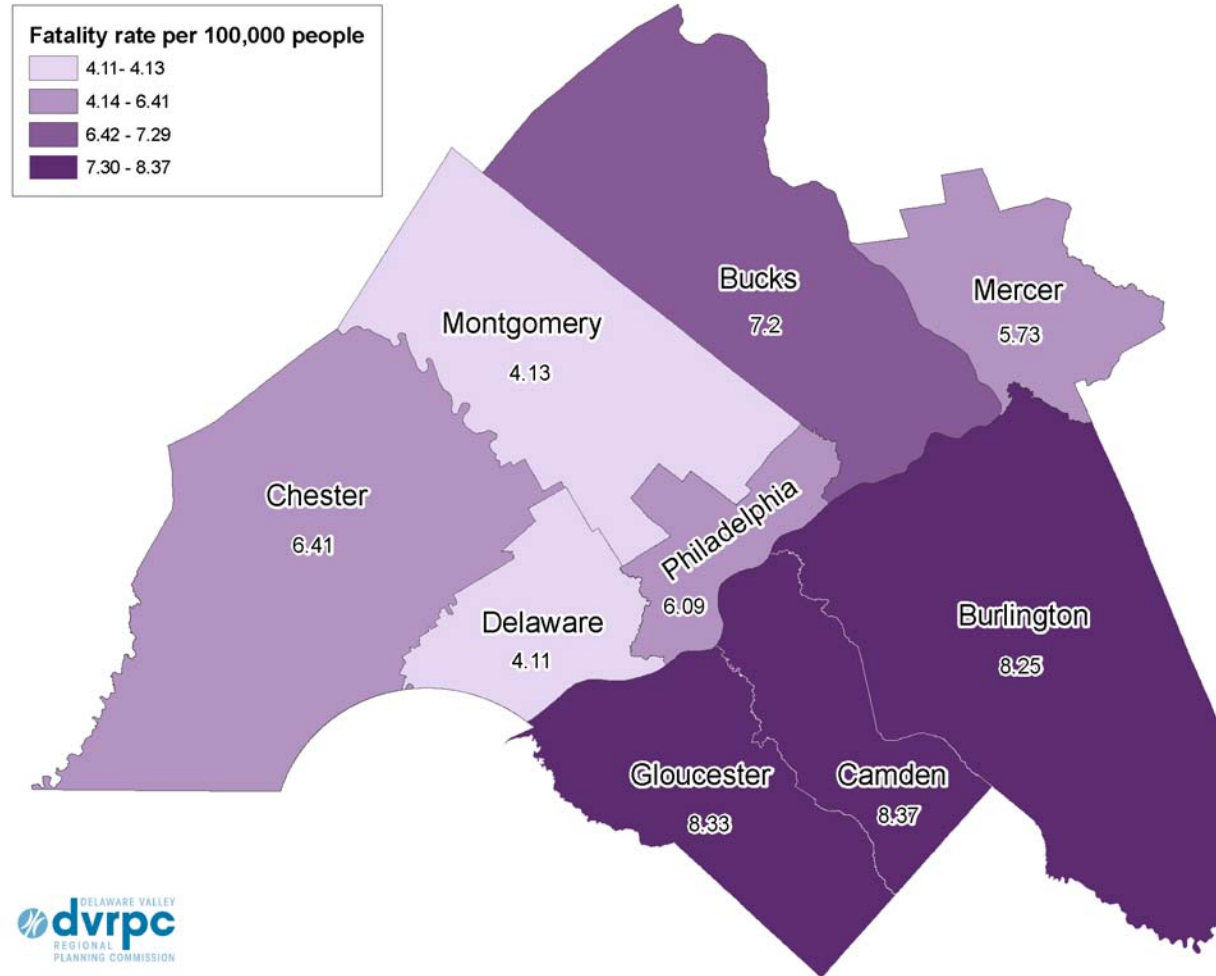 Fatality rate per 100,000 people
4.11- 4.13
4.14 - 6.41
6.42 - 7.29
7.30 - 8.37
Bucks
7.2
Mercer
5.73
Montgomery
4.13
Chester
6.41
Philadelphia
6.09
Delaware
4.11
Burlington
8.25
Gloucester
8.33
Camden
8.37
DELAWARE VALLEY
dvrpc
REGIONAL
PLANNING COMMISSION